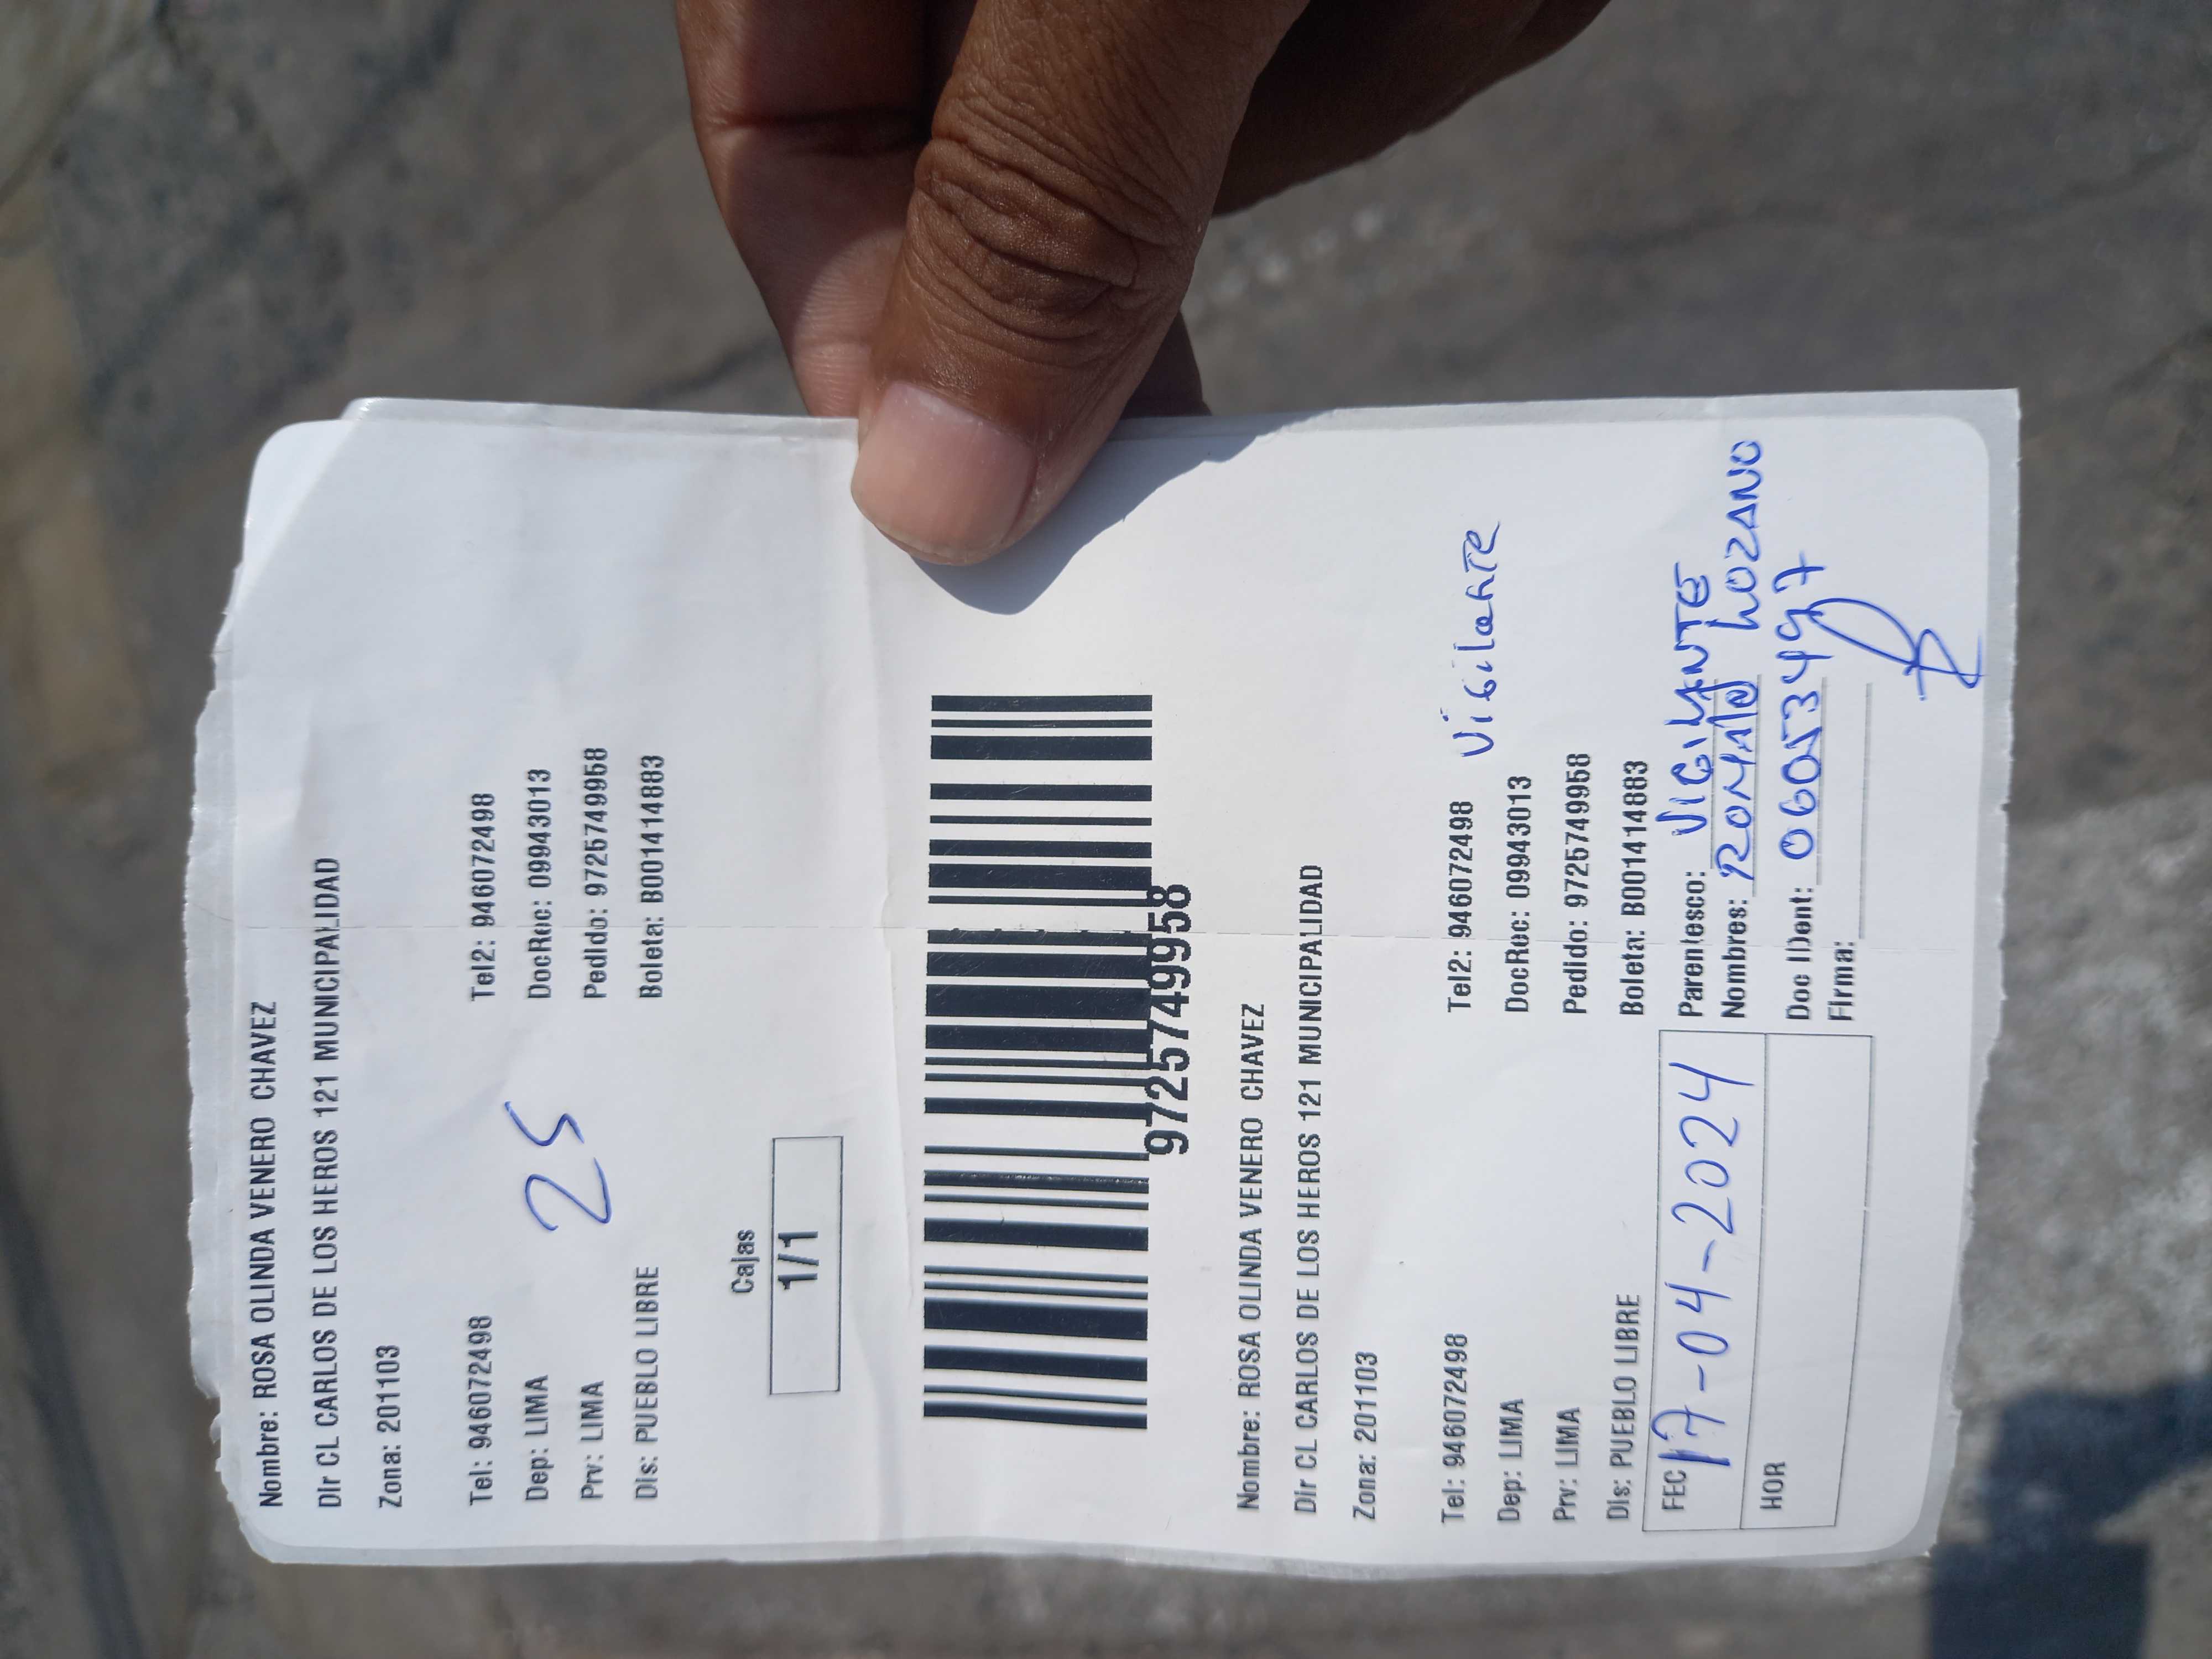 Nombre: ROSA OLINDA VENERO CHAVEZ
Dir CL CARLOS DE LOS HEROS 121 MUNICIPALIDAD
Zona: 201103
Tel: 946072498 Tel2: 946072498
Dep: LIMA 25 DocRec: 09943013
Prv: LIMA Pedido: 9725749958
Dis: PUEBLO LIBRE Boleta: B001414883
Cajas
1/1
9725749958
Nombre: ROSA OLINDA VENERO CHAVEZ
Dir CL CARLOS DE LOS HEROS 121 MUNICIPALIDAD
Zona: 201103
Tel: 946072498 Tel2: 946072498 Vigilante
Dep: LIMA DocRec: 09943013
Prv: LIMA Pedido: 9725749958
Dis: PUEBLO LIBRE Boleta: B001414883
FEC 17-04-2024 Parentesco: VIGILANTE
Nombres: LOZANO
HOR Doc IDent:
Firma: